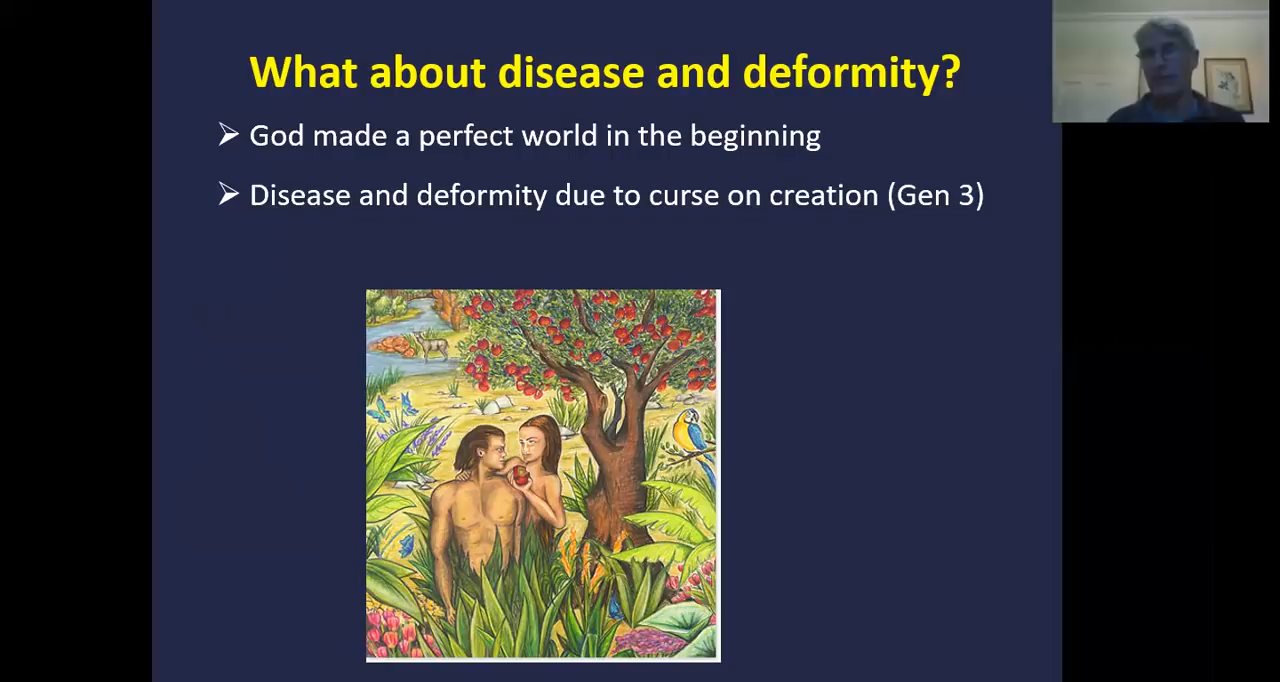 What about disease and deformity?
➢ God made a perfect world in the beginning
➢ Disease and deformity due to curse on creation (Gen 3)